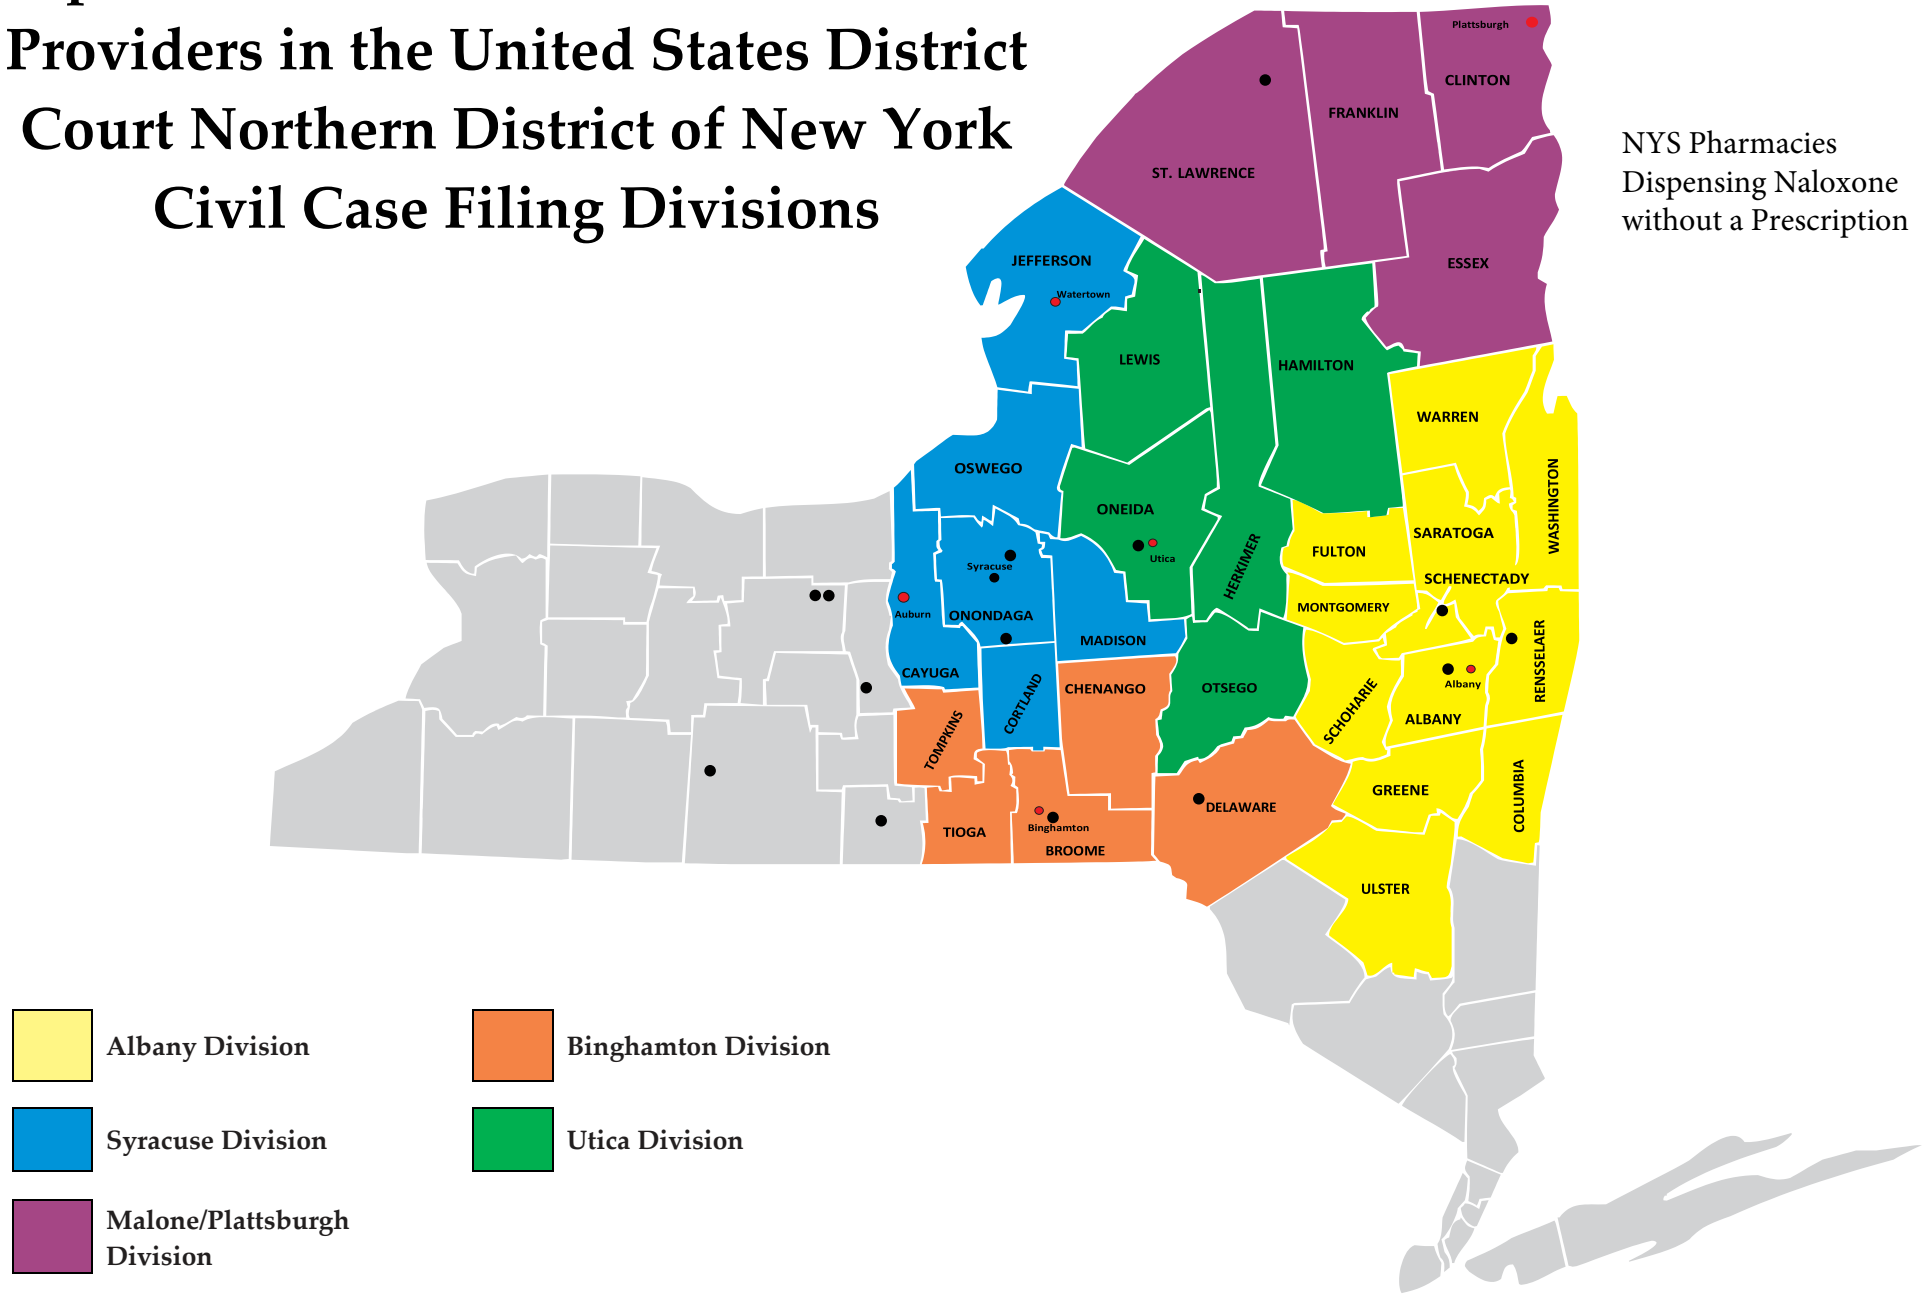 Providers in the United States District
Court Northern District of New York
Civil Case Filing Divisions
NYS Pharmacies
Dispensing Naloxone
without a Prescription
Plattsburgh
CLINTON
FRANKLIN
ST. LAWRENCE
ESSEX
JEFFERSON
Watertown
LEWIS
HAMILTON
WARREN
WASHINGTON
OSWEGO
ONEIDA
Utica
HERKIMER
SARATOGA
FULTON
SCHENECTADY
MONTGOMERY
Syracuse
ONONDAGA
Auburn
CAYUGA
MADISON
CORTLAND
CHENANGO
OTSEGO
SCHOHARIE
Albany
ALBANY
RENSSELAER
TOMPKINS
TIOGA
Binghamton
BROOME
DELAWARE
GREENE
COLUMBIA
ULSTER
Albany Division
Binghamton Division
Syracuse Division
Utica Division
Malone/Plattsburgh
Division